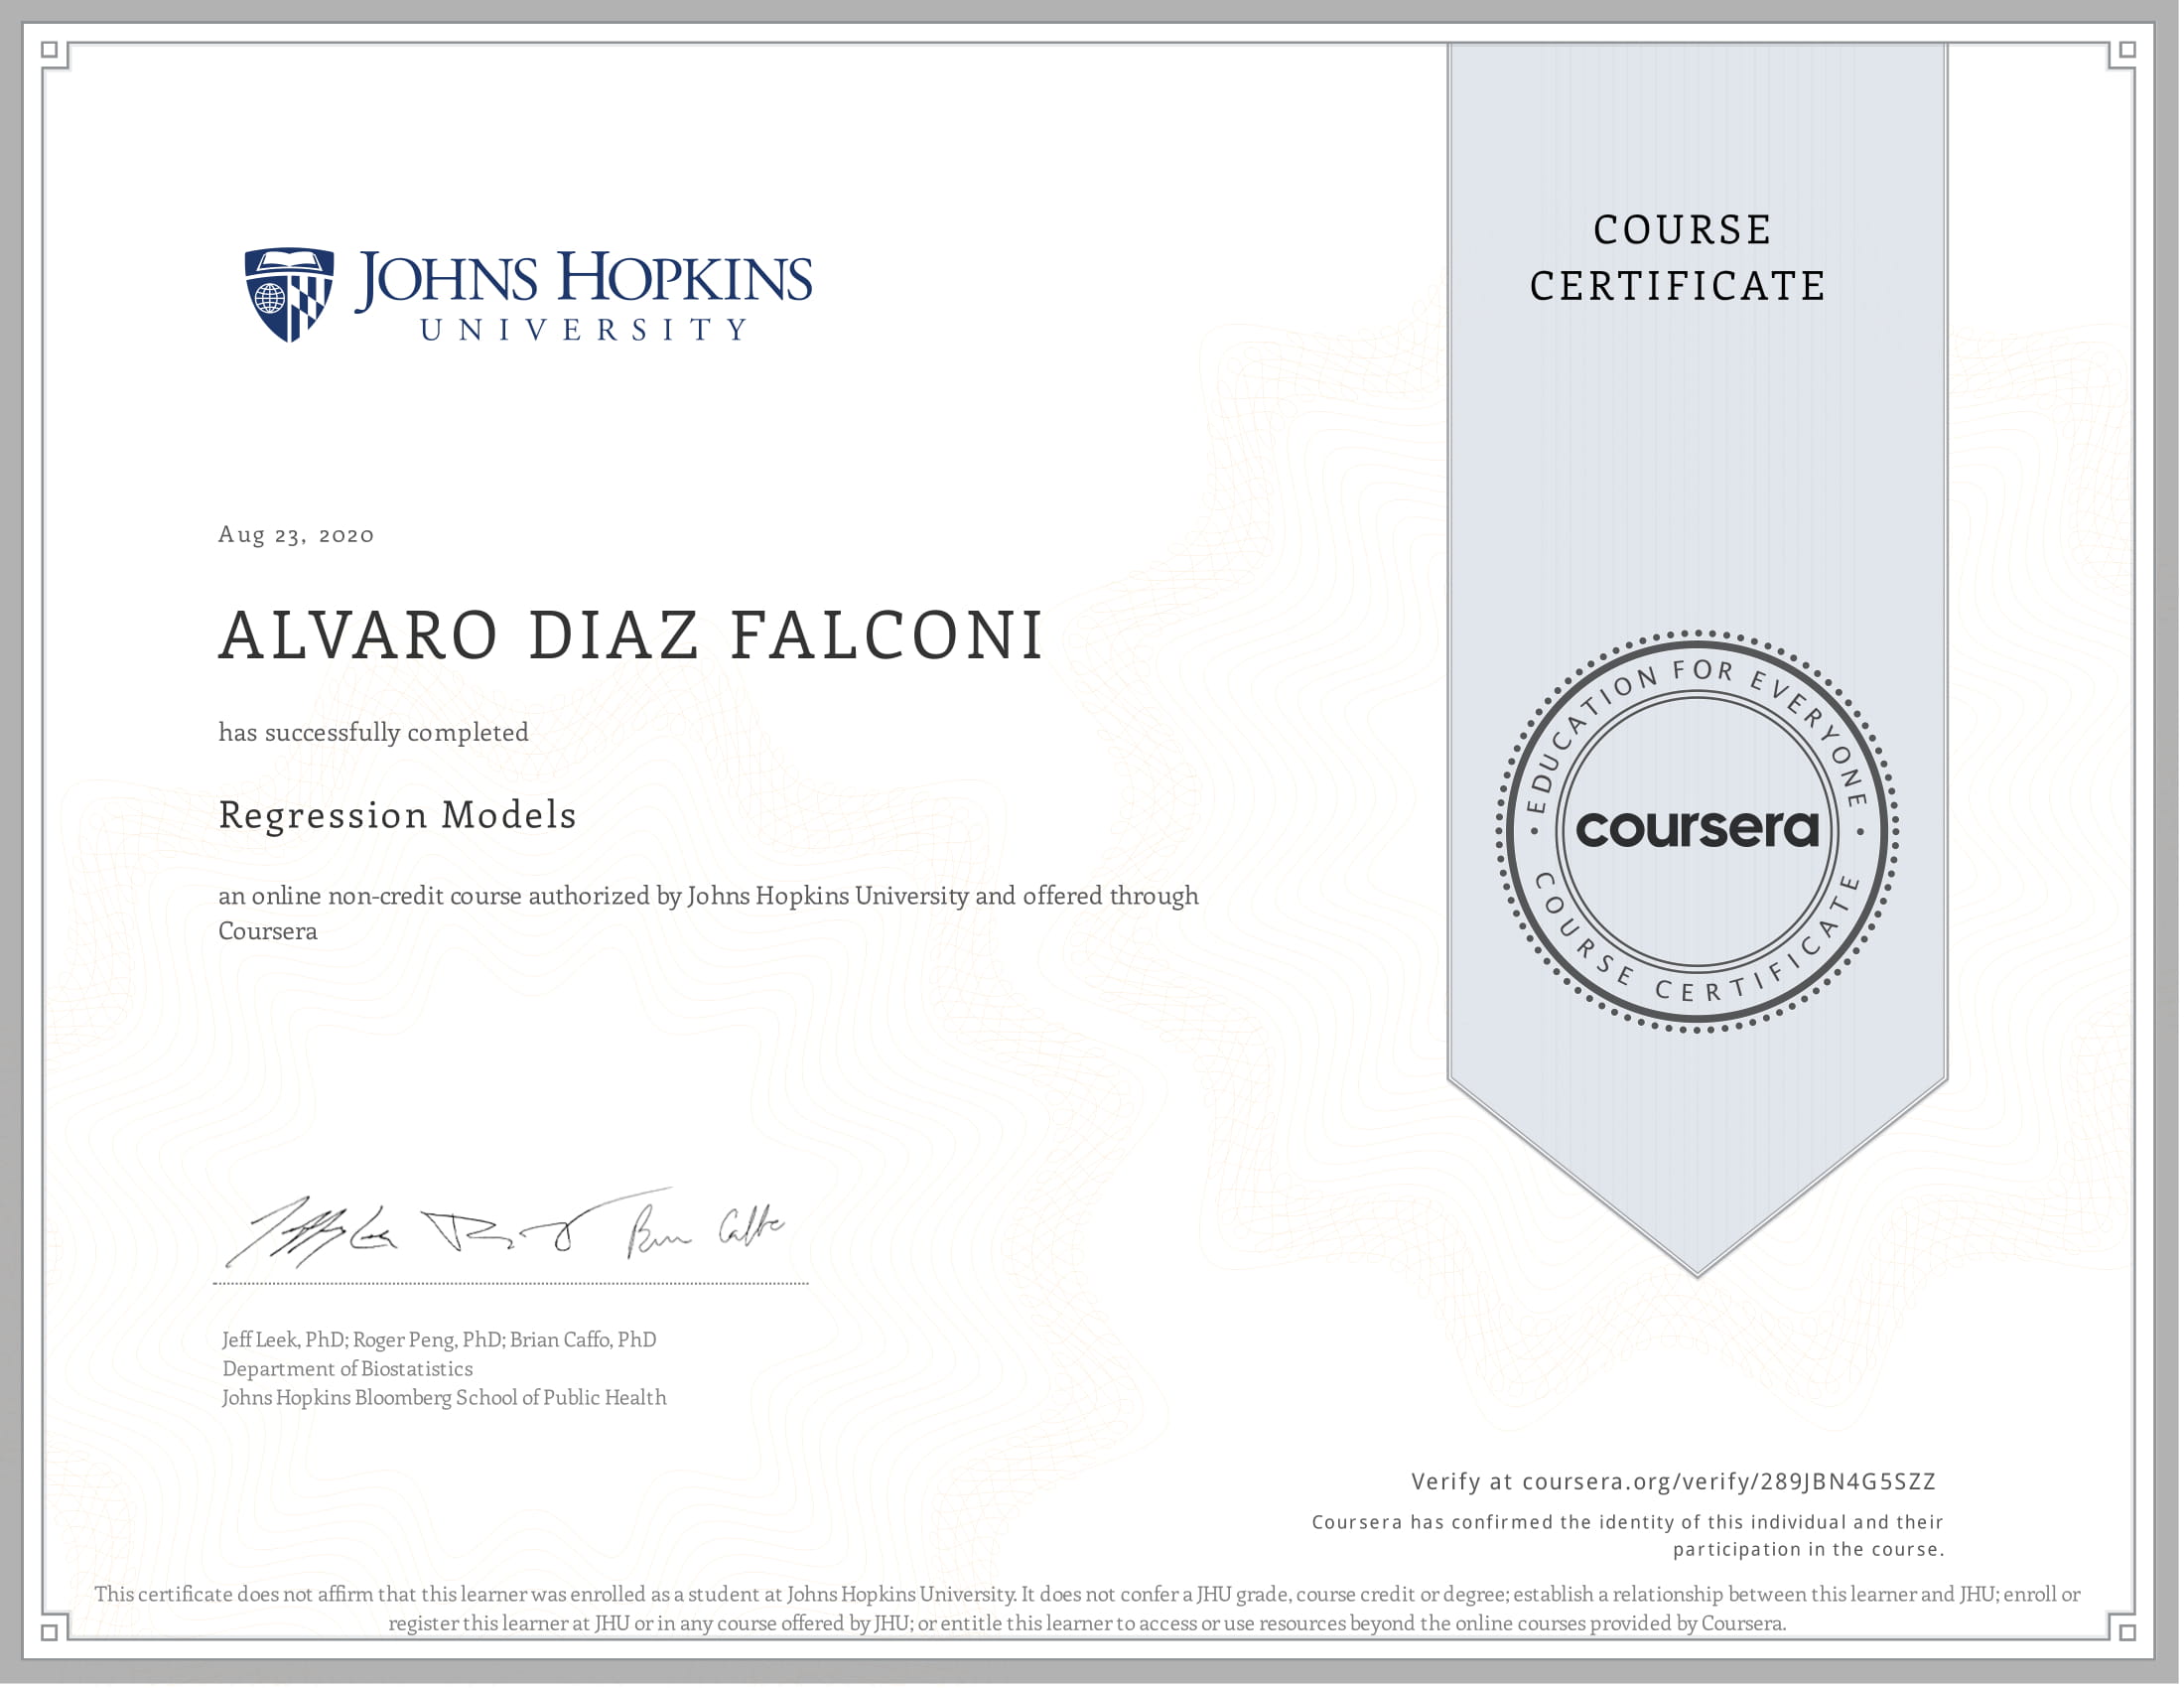 JOHNS HOPKINS
UNIVERSITY
COURSE
CERTIFICATE
Aug 23, 2020
ALVARO DIAZ FALCONI
has successfully completed
Regression Models
an online non-credit course authorized by Johns Hopkins University and offered through
Coursera
EDUCATION FOR EVERYONE
coursera
COURSE CERTIFICATE
Jeff Leek, PhD; Roger Peng, PhD; Brian Caffo, PhD
Department of Biostatistics
Johns Hopkins Bloomberg School of Public Health
Verify at coursera.org/verify/289JBN4G5SZZ
Coursera has confirmed the identity of this individual and their
participation in the course.
This certificate does not affirm that this learner was enrolled as a student at Johns Hopkins University. It does not confer a JHU grade, course credit or degree; establish a relationship between this learner and JHU; enroll or
register this learner at JHU or in any course offered by JHU; or entitle this learner to access or use resources beyond the online courses provided by Coursera.